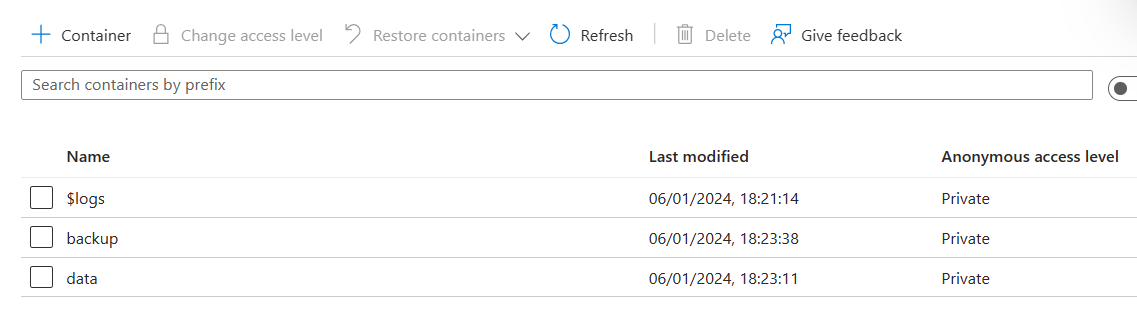 Container Change access level Restore containers Refresh Delete Give feedback
Search containers by prefix
Name Last modified Anonymous access level
$logs 06/01/2024, 18:21:14 Private
backup 06/01/2024, 18:23:38 Private
data 06/01/2024, 18:23:11 Private